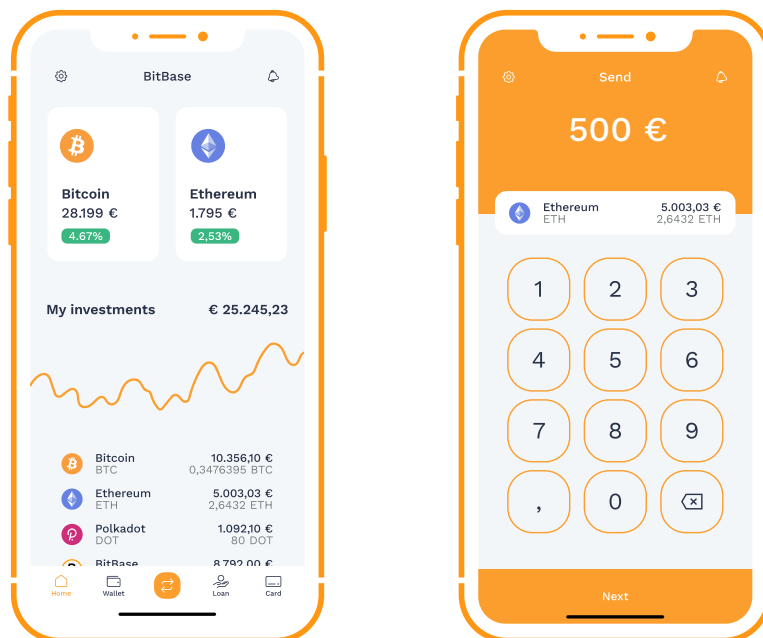 BitBase
Bitcoin
28.199 €
4.67%
Ethereum
1.795 €
2,53%
My investments
€ 25.245,23
Bitcoin
10.356,10 €
BTC
0,3476395 BTC
Ethereum
5.003,03 €
ETH
2,6432 ETH
Polkadot
1.092,10 €
DOT
80 DOT
BitBase
8.792,00 €
Home
Wallet
Loan
Card
Send
500 €
Ethereum
5.003,03 €
ETH
2,6432 ETH
1
2
3
4
5
6
7
8
9
,
0
Next